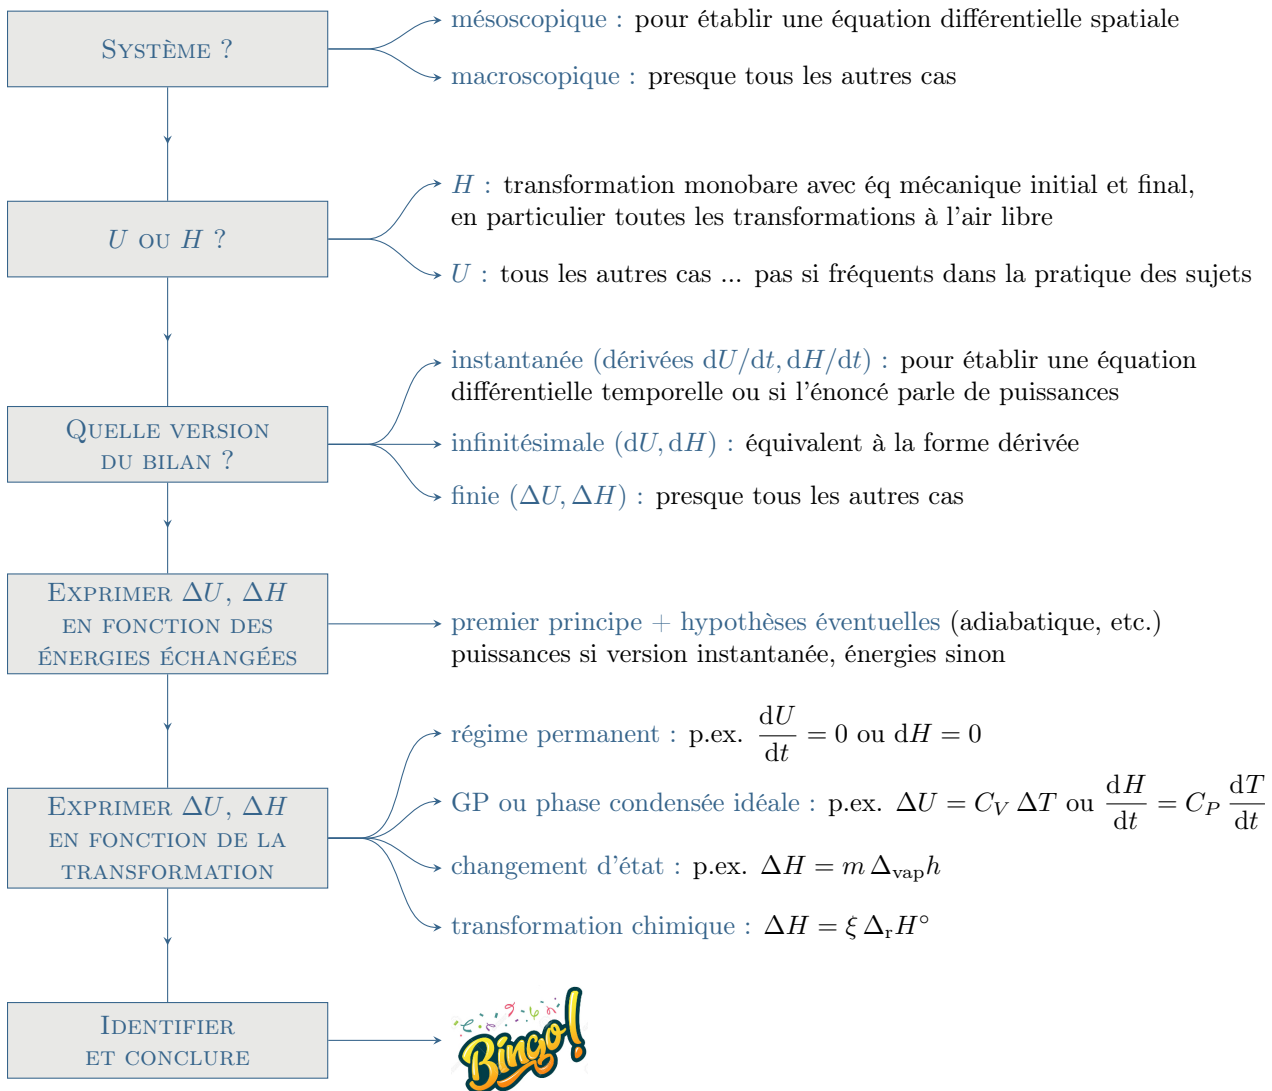 SYSTÈME ?
mésoscopique : pour établir une équation différentielle spatiale
macroscopique : presque tous les autres cas
U OU H ?
H : transformation monobare avec éq mécanique initial et final,
en particulier toutes les transformations à l'air libre
U : tous les autres cas ... pas si fréquents dans la pratique des sujets
QUELLE VERSION
DU BILAN ?
instantanée (dérivées dU/dt, dH/dt) : pour établir une équation
différentielle temporelle ou si l'énoncé parle de puissances
infinitésimale (dU, dH) : équivalent à la forme dérivée
finie (ΔU, ΔH) : presque tous les autres cas
EXPRIMER ΔU, ΔH
EN FONCTION DES
ÉNERGIES ÉCHANGÉES
premier principe + hypothèses éventuelles (adiabatique, etc.)
puissances si version instantanée, énergies sinon
EXPRIMER ΔU, ΔH
EN FONCTION DE LA
TRANSFORMATION
régime permanent : p.ex. dU/dt = 0 ou dH = 0
GP ou phase condensée idéale : p.ex. ΔU = C_V ΔT ou dH/dt = C_P dT/dt
changement d'état : p.ex. ΔH = m Δ_vap h
transformation chimique : ΔH = ξ Δ_r H°
IDENTIFIER
ET CONCLURE
Bingo!